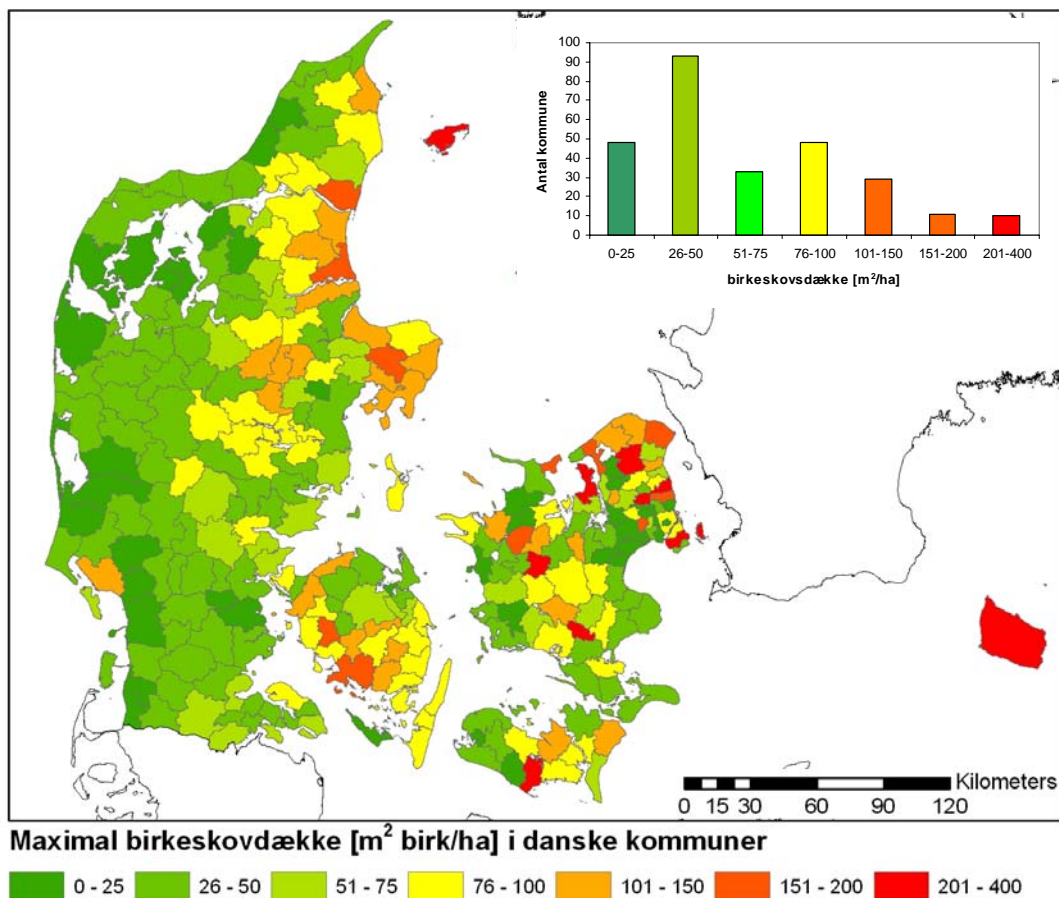 100
90
80
70
60
50
40
30
20
10
0
Antal kommune
0-25 26-50 51-75 76-100 101-150 151-200 201-400
birkeskovsdække [m²/ha]
Kilometers
0 15 30 60 90 120
Maximal birkeskovdække [m² birk/ha] i danske kommuner
0 - 25 26 - 50 51 - 75 76 - 100 101 - 150 151 - 200 201 - 400